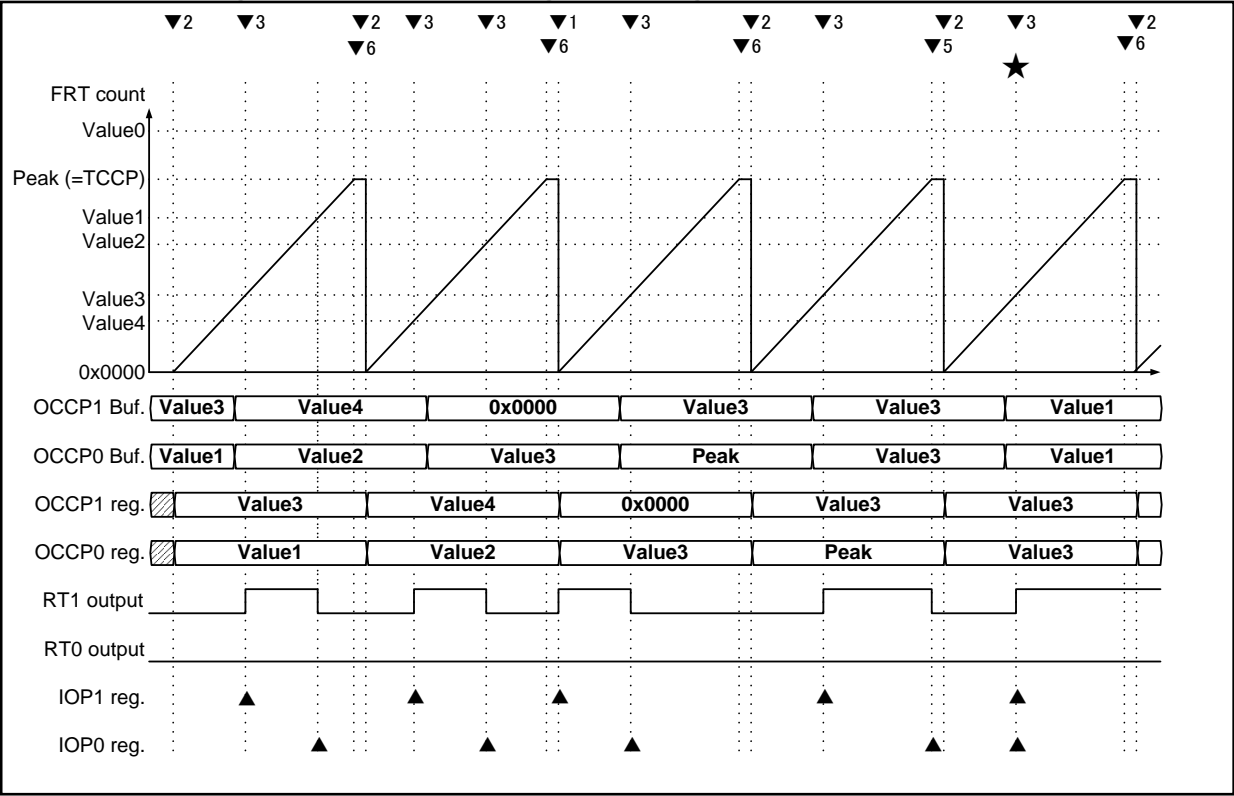 ▼2 ▼3 ▼2 ▼3 ▼3 ▼1 ▼3 ▼2 ▼3 ▼2 ▼3 ▼2
▼6 ▼6 ▼6 ▼5 ▼6
★
FRT count
Value0
Peak (=TCCP)
Value1
Value2
Value3
Value4
0x0000
OCCP1 Buf. Value3 Value4 0x0000 Value3 Value3 Value1
OCCP0 Buf. Value1 Value2 Value3 Peak Value3 Value1
OCCP1 reg. Value3 Value4 0x0000 Value3 Value3
OCCP0 reg. Value1 Value2 Value3 Peak Value3
RT1 output
RT0 output
IOP1 reg. ▲ ▲ ▲ ▲ ▲
IOP0 reg. ▲ ▲ ▲ ▲ ▲